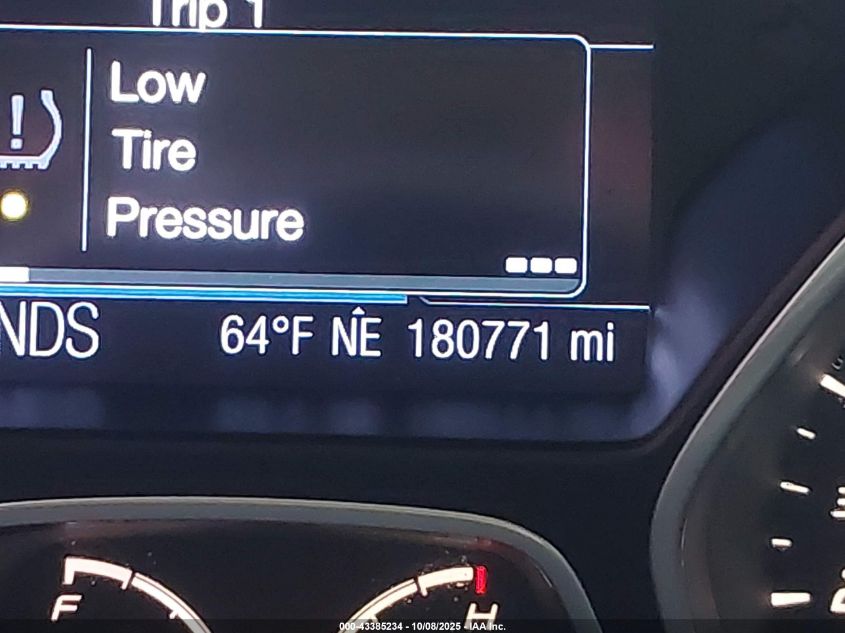 Trip 1
Low
Tire
Pressure
NDS 64°F NE 180771 mi
F
H
000-43385234 - 10/08/2025 - IAA Inc.